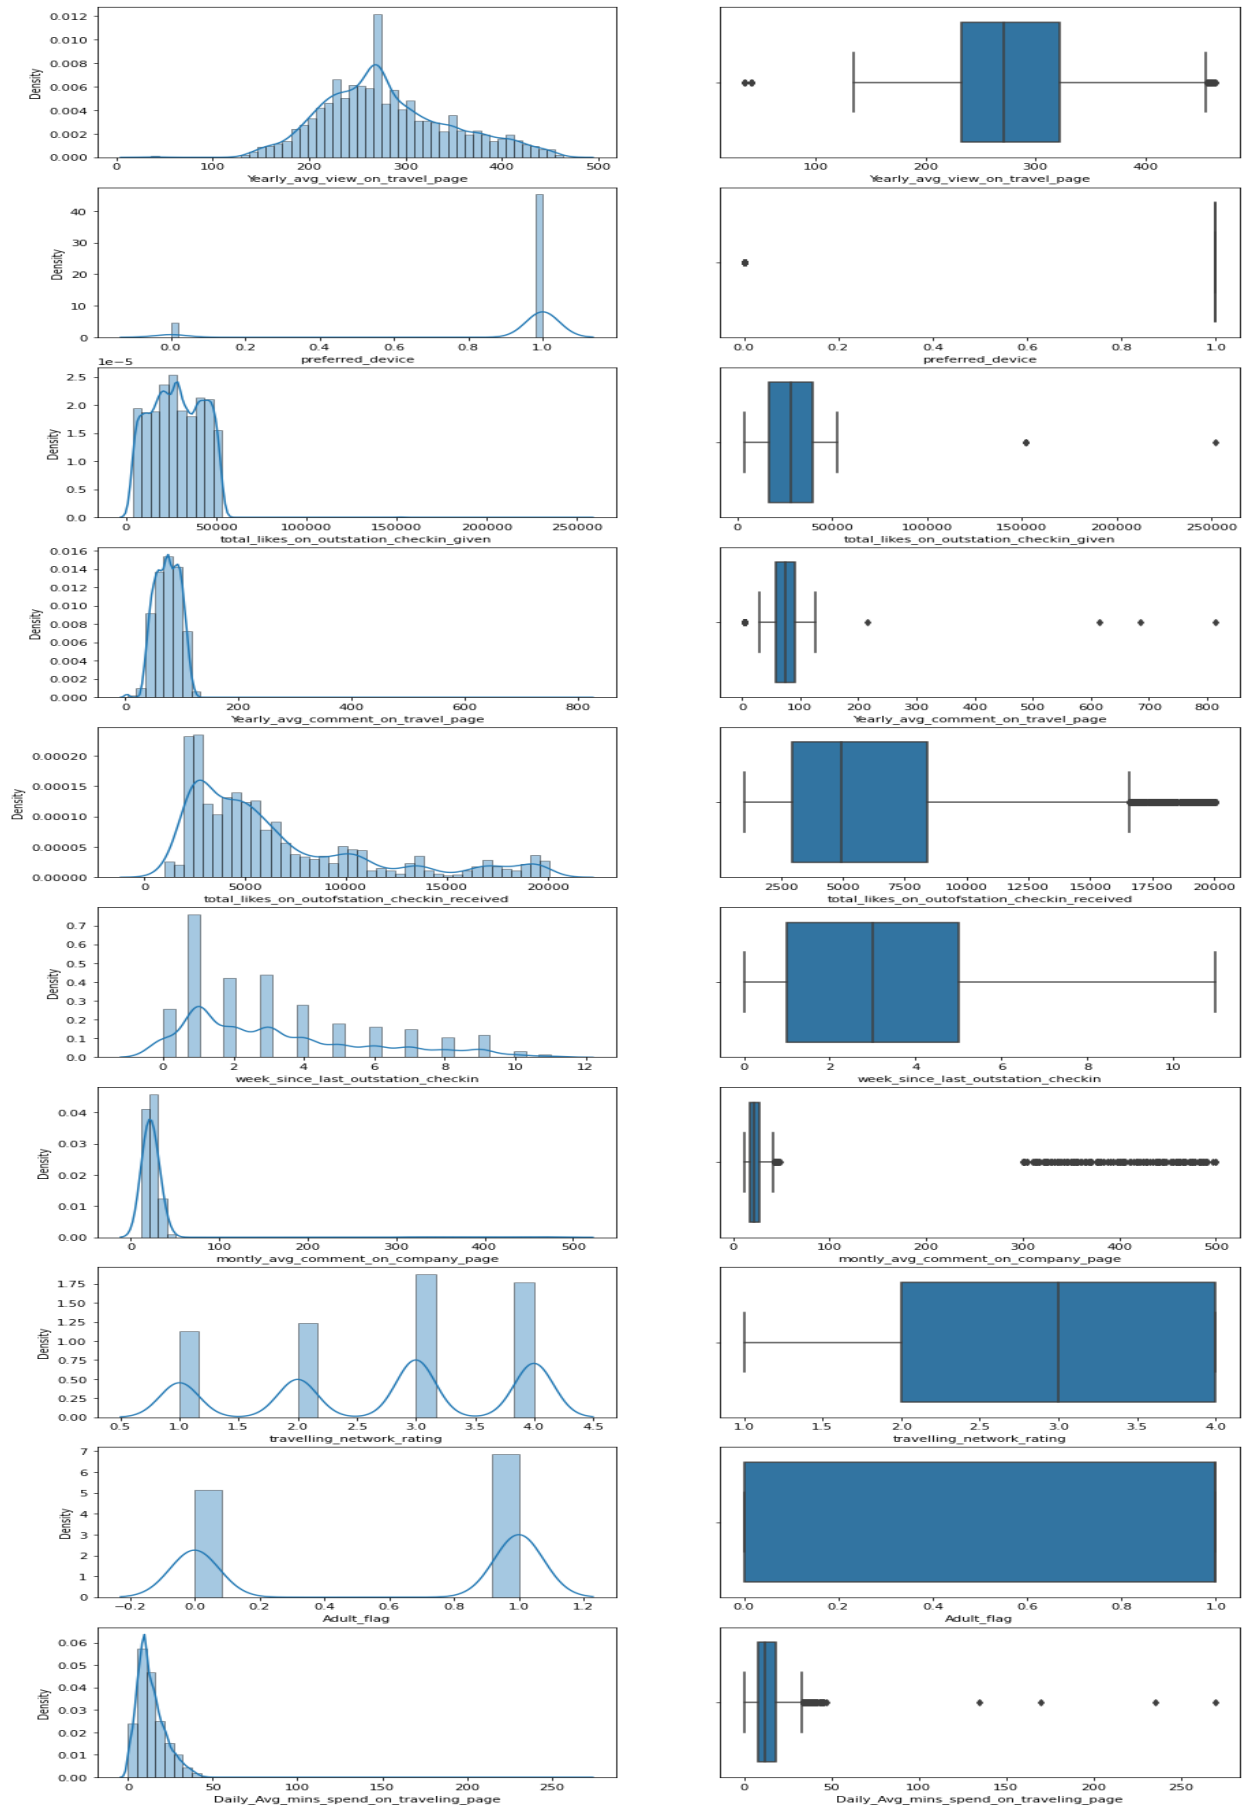 0.012
0.010
0.008
0.006
0.004
0.002
0.000
Density
0 100 200 300 400 500
Yearly_avg_view_on_travel_page
100 200 300 400
Yearly_avg_view_on_travel_page
40
30
20
10
0
Density
0.0 0.2 0.4 0.6 0.8 1.0
preferred_device
0.0 0.2 0.4 0.6 0.8 1.0
preferred_device
1e−5
2.5
2.0
1.5
1.0
0.5
0.0
Density
0 50000 100000 150000 200000 250000
total_likes_on_outstation_checkin_given
0 50000 100000 150000 200000 250000
total_likes_on_outstation_checkin_given
0.016
0.014
0.012
0.010
0.008
0.006
0.004
0.002
0.000
Density
0 200 400 600 800
Yearly_avg_comment_on_travel_page
0 100 200 300 400 500 600 700 800
Yearly_avg_comment_on_travel_page
0.00020
0.00015
0.00010
0.00005
0.00000
Density
0 5000 10000 15000 20000
total_likes_on_outofstation_checkin_received
2500 5000 7500 10000 12500 15000 17500 20000
total_likes_on_outofstation_checkin_received
0.7
0.6
0.5
0.4
0.3
0.2
0.1
0.0
Density
0 2 4 6 8 10 12
week_since_last_outstation_checkin
0 2 4 6 8 10
week_since_last_outstation_checkin
0.04
0.03
0.02
0.01
0.00
Density
0 100 200 300 400 500
montly_avg_comment_on_company_page
0 100 200 300 400 500
montly_avg_comment_on_company_page
1.75
1.50
1.25
1.00
0.75
0.50
0.25
0.00
Density
0.5 1.0 1.5 2.0 2.5 3.0 3.5 4.0 4.5
travelling_network_rating
1.0 1.5 2.0 2.5 3.0 3.5 4.0
travelling_network_rating
7
6
5
4
3
2
1
0
Density
−0.2 0.0 0.2 0.4 0.6 0.8 1.0 1.2
Adult_flag
0.0 0.2 0.4 0.6 0.8 1.0
Adult_flag
0.06
0.05
0.04
0.03
0.02
0.01
0.00
Density
0 50 100 150 200 250
Daily_Avg_mins_spend_on_traveling_page
0 50 100 150 200 250
Daily_Avg_mins_spend_on_traveling_page